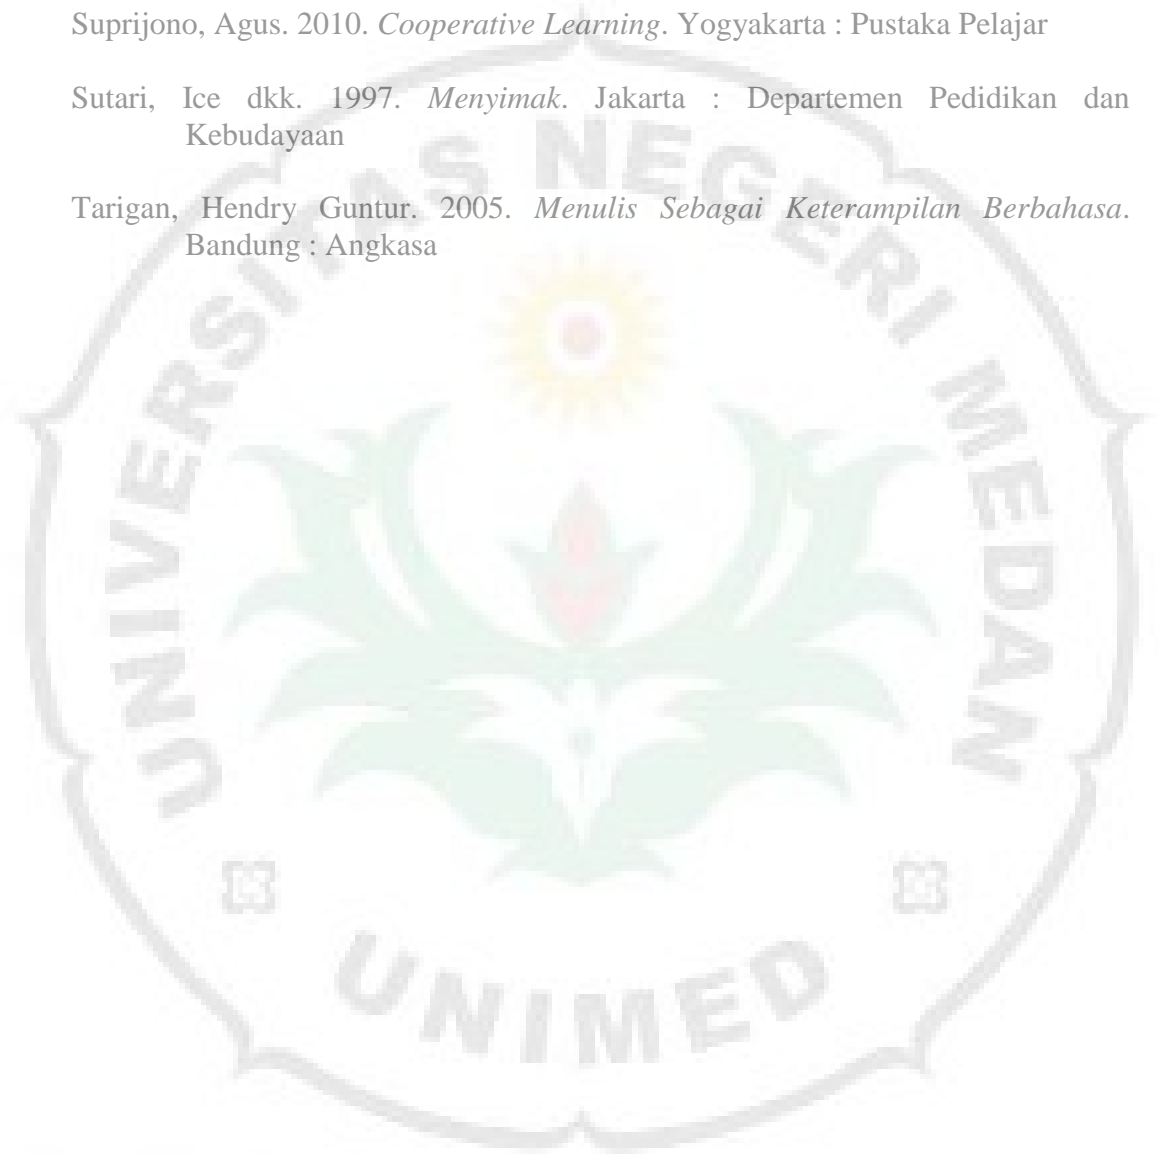 Suprijono, Agus. 2010. Cooperative Learning. Yogyakarta : Pustaka Pelajar
Sutari, Ice dkk. 1997. Menyimak. Jakarta : Departemen Pedidikan dan
Kebudayaan
Tarigan, Hendry Guntur. 2005. Menulis Sebagai Keterampilan Berbahasa.
Bandung : Angkasa
UNIVERSITAS NEGERI MEDAN
UNIMED